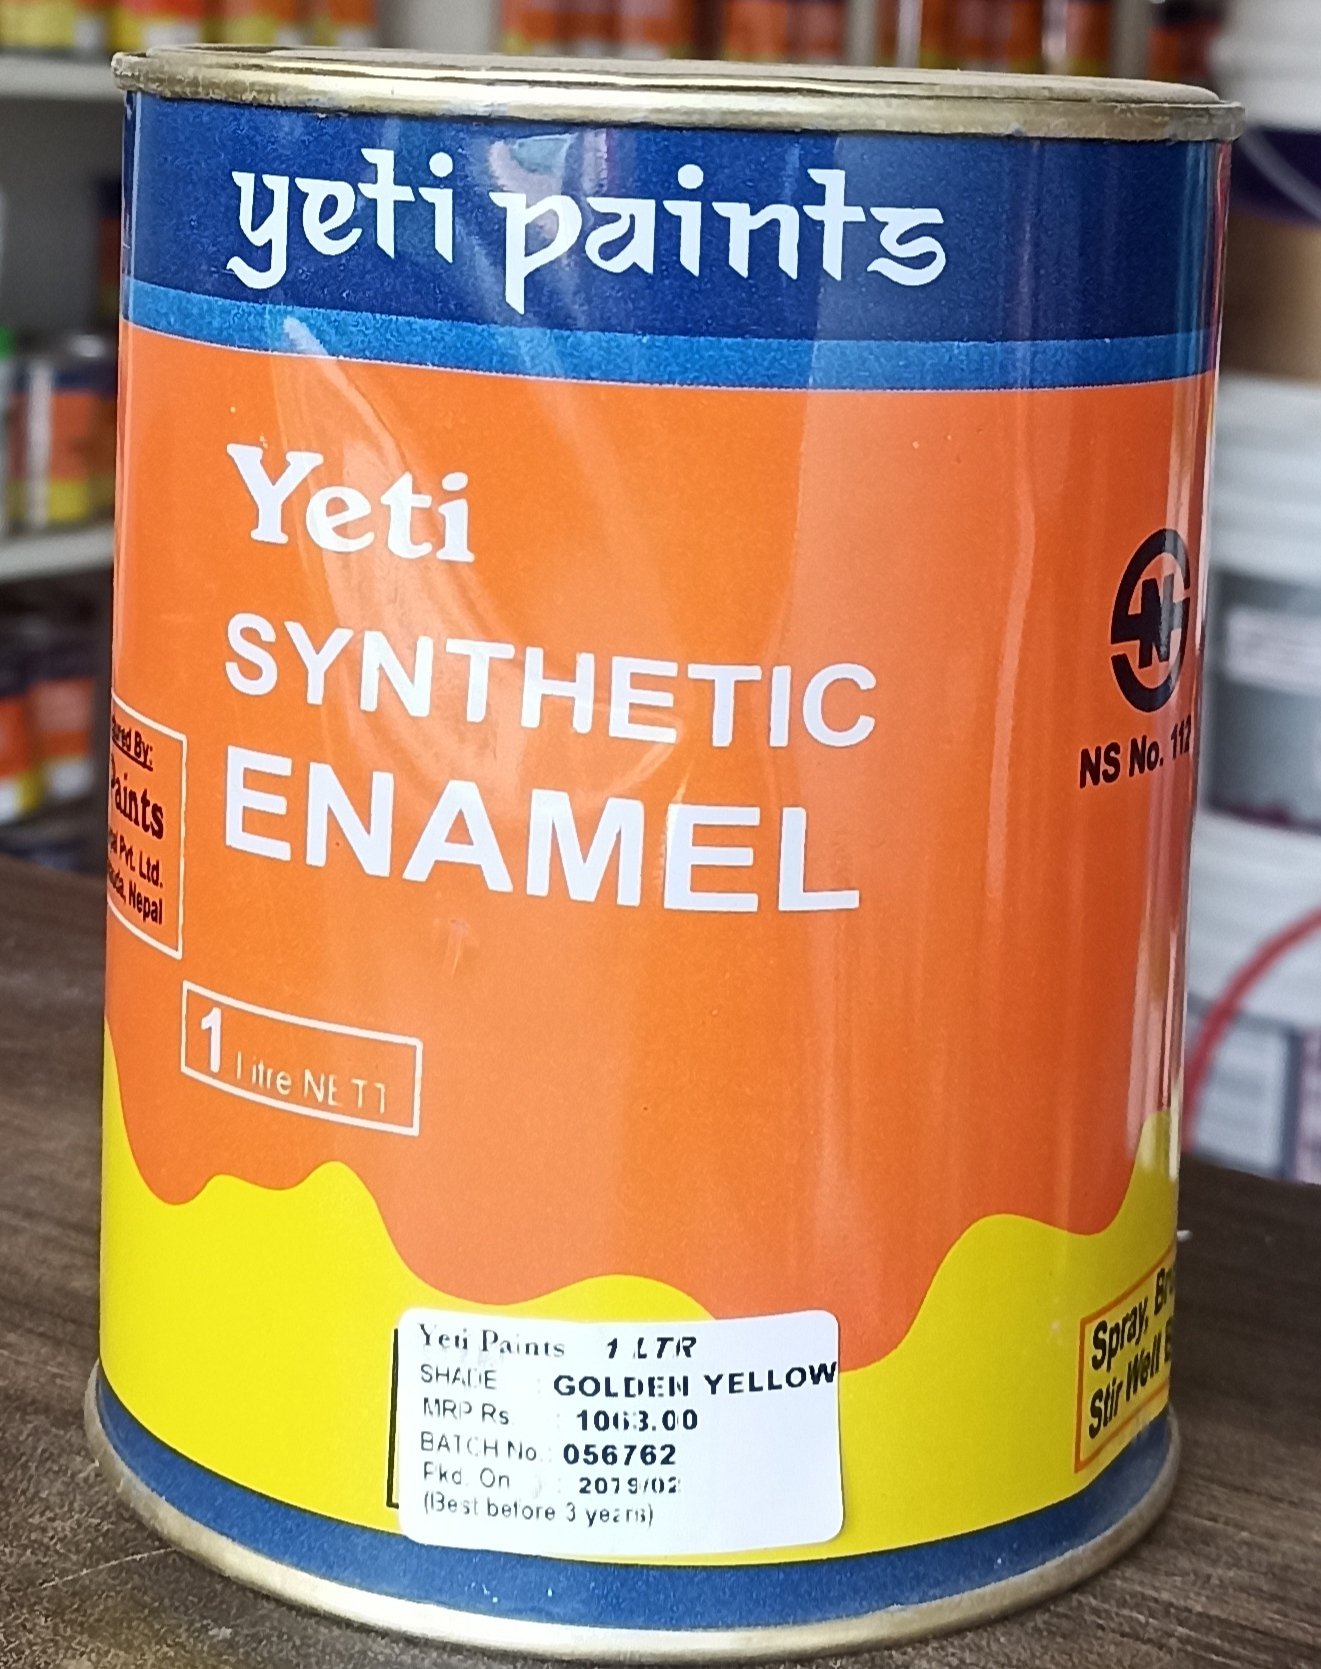 yeti paints
Yeti
SYNTHETIC
ENAMEL
N
NS No. 112
By:
Paints
Pvt. Ltd.
Nepal
1 Litre NETT
Spray,
Stir Well
Yeti Paints 1 LTR
SHADE : GOLDEN YELLOW
MRP Rs : 1063.00
BATCH No. : 056762
Pkd. On : 2079/02
(Best before 3 years)